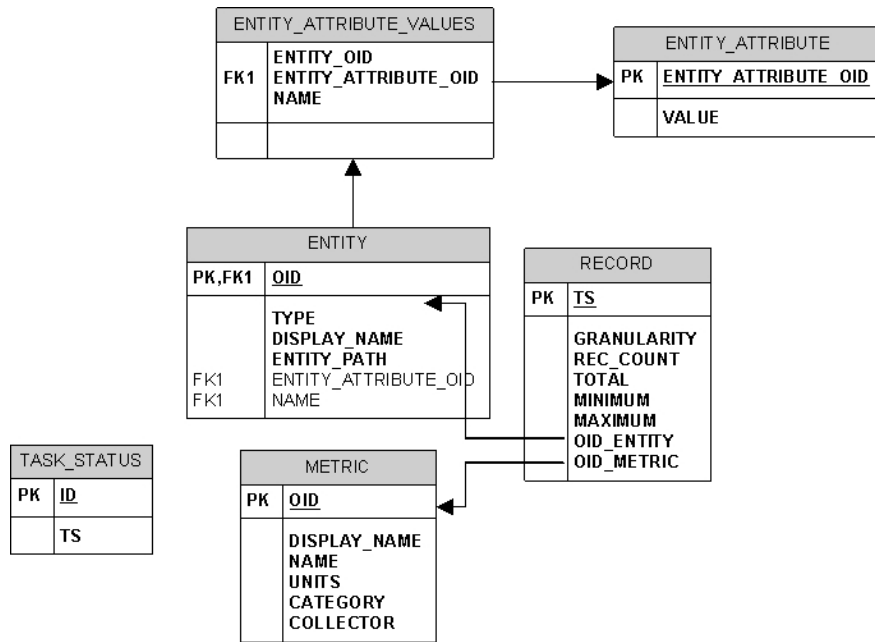 ENTITY_ATTRIBUTE_VALUES
ENTITY_OID
FK1 ENTITY_ATTRIBUTE_OID
NAME
ENTITY_ATTRIBUTE
PK ENTITY_ATTRIBUTE_OID
VALUE
ENTITY
PK,FK1 OID
TYPE
DISPLAY_NAME
ENTITY_PATH
FK1 ENTITY_ATTRIBUTE_OID
FK1 NAME
RECORD
PK TS
GRANULARITY
REC_COUNT
TOTAL
MINIMUM
MAXIMUM
OID_ENTITY
OID_METRIC
TASK_STATUS
PK ID
TS
METRIC
PK OID
DISPLAY_NAME
NAME
UNITS
CATEGORY
COLLECTOR